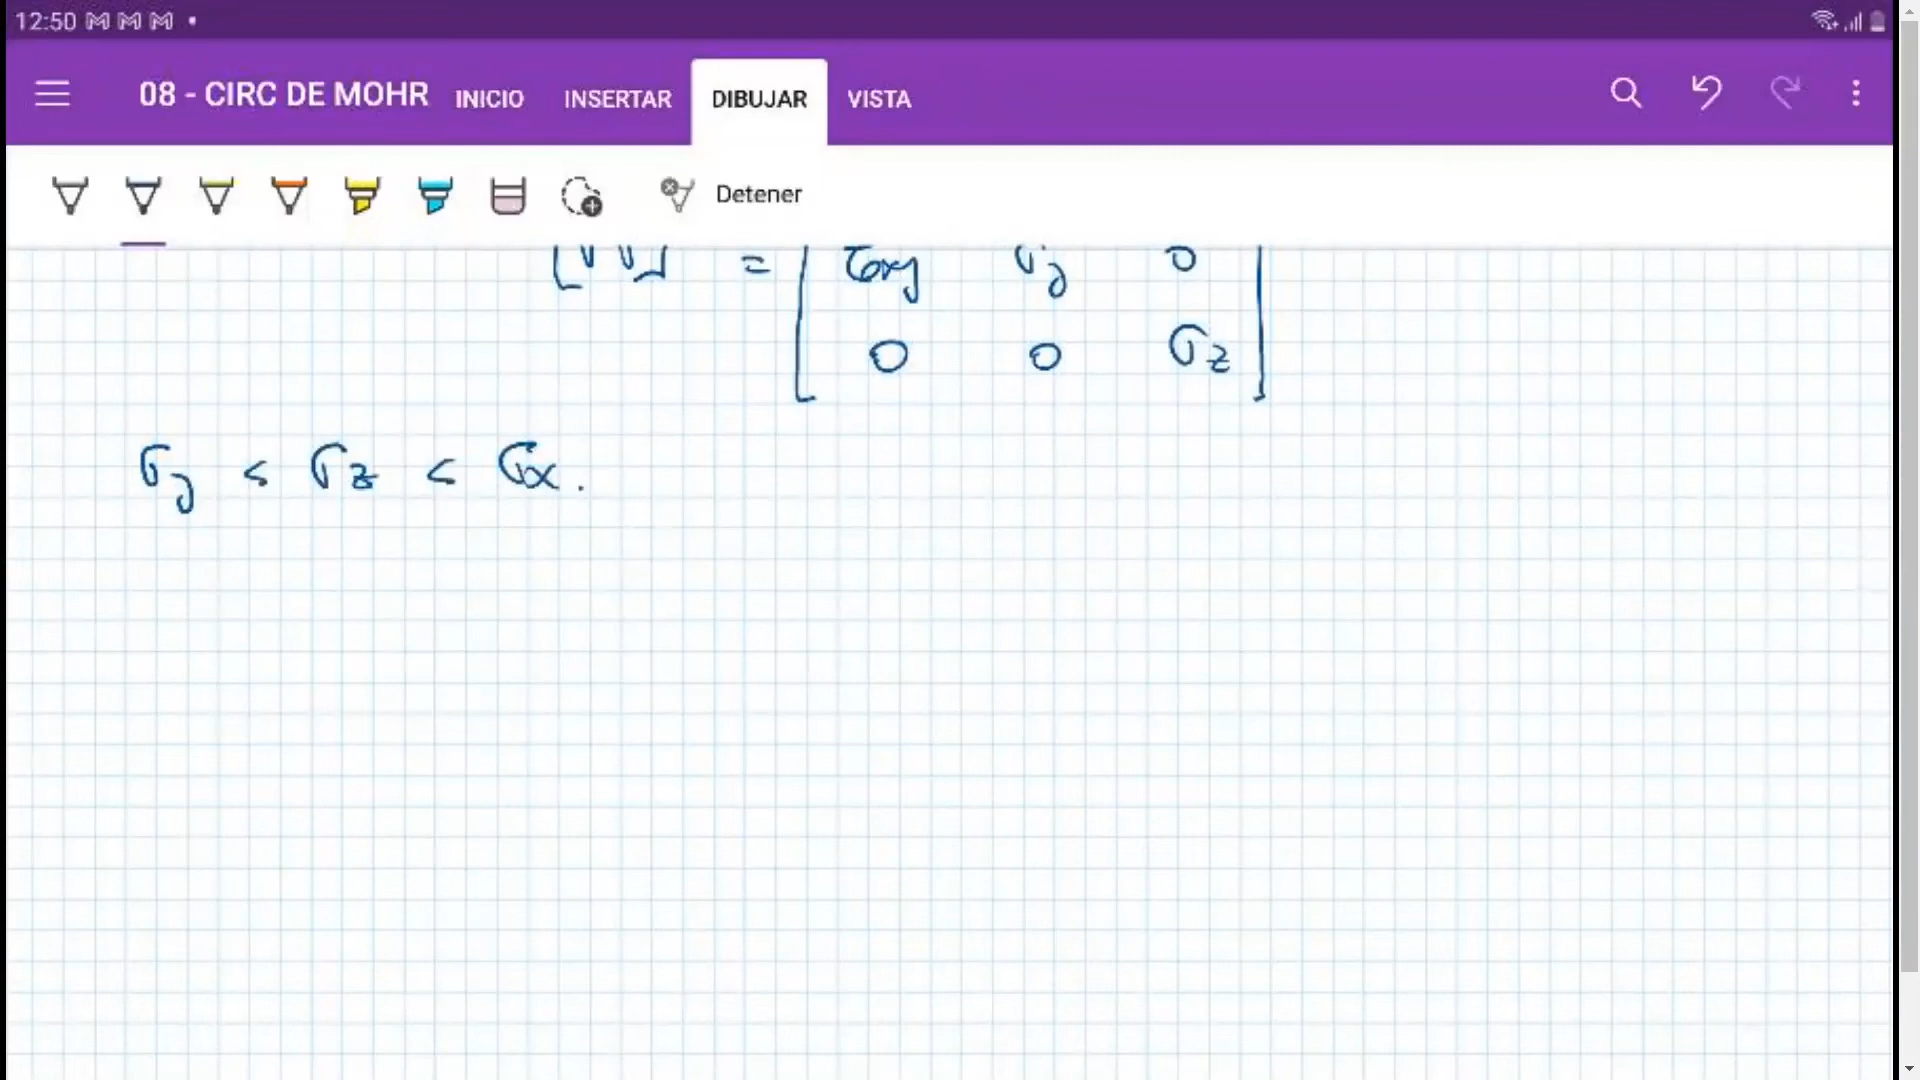 12:50
08 - CIRC DE MOHR INICIO INSERTAR DIBUJAR VISTA
Detener
= τxy σy 0
0 0 σz
σy < σz < σx.